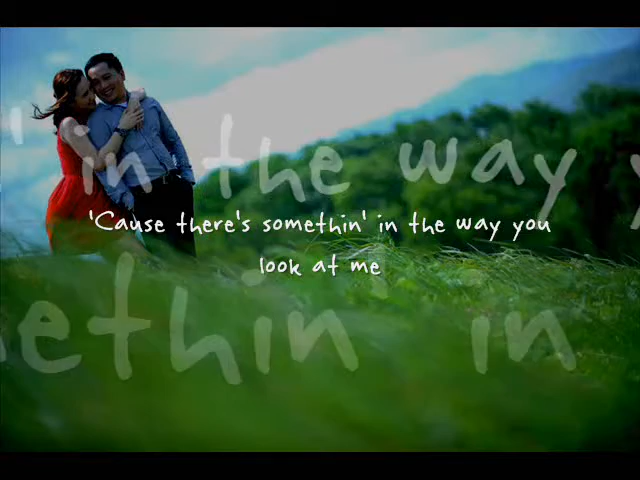 ' in the way y
'Cause there's somethin' in the way you
look at me
ethin' in